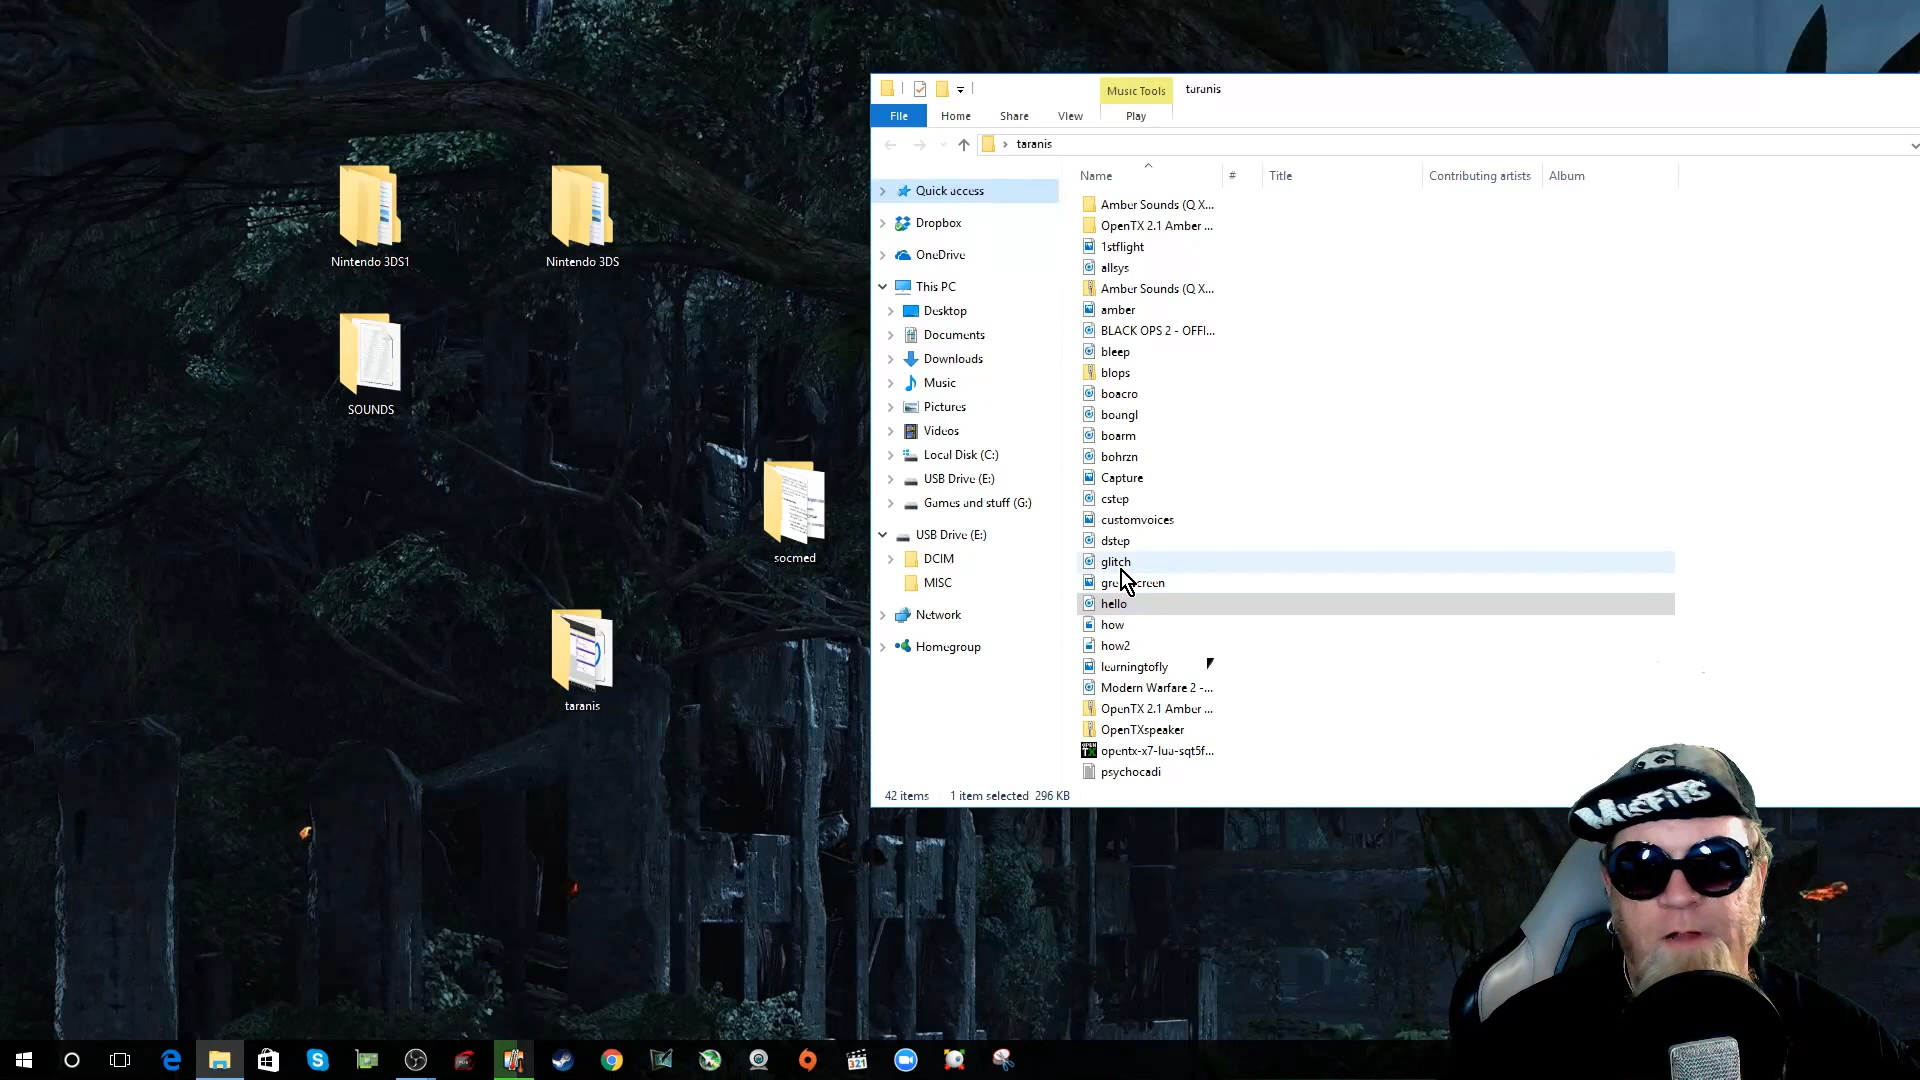 Nintendo 3DS1
Nintendo 3DS
SOUNDS
socmed
taranis
Music Tools
taranis
File
Home
Share
View
Play
taranis
Name
#
Title
Contributing artists
Album
Quick access
Dropbox
OneDrive
This PC
Desktop
Documents
Downloads
Music
Pictures
Videos
Local Disk (C:)
USB Drive (E:)
Games and stuff (G:)
USB Drive (E:)
DCIM
MISC
Network
Homegroup
Amber Sounds (Q X...
OpenTX 2.1 Amber ...
1stflight
allsys
Amber Sounds (Q X...
amber
BLACK OPS 2 - OFFI...
bleep
blops
boacro
boangl
boarm
bohrzn
Capture
cstep
customvoices
dstep
glitch
hello
how
how2
learningtofly
Modern Warfare 2 -...
OpenTX 2.1 Amber ...
OpenTXspeaker
opentx-x7-lua-sqt5f...
psychocadi
42 items
1 item selected 296 KB
MISFITS
321